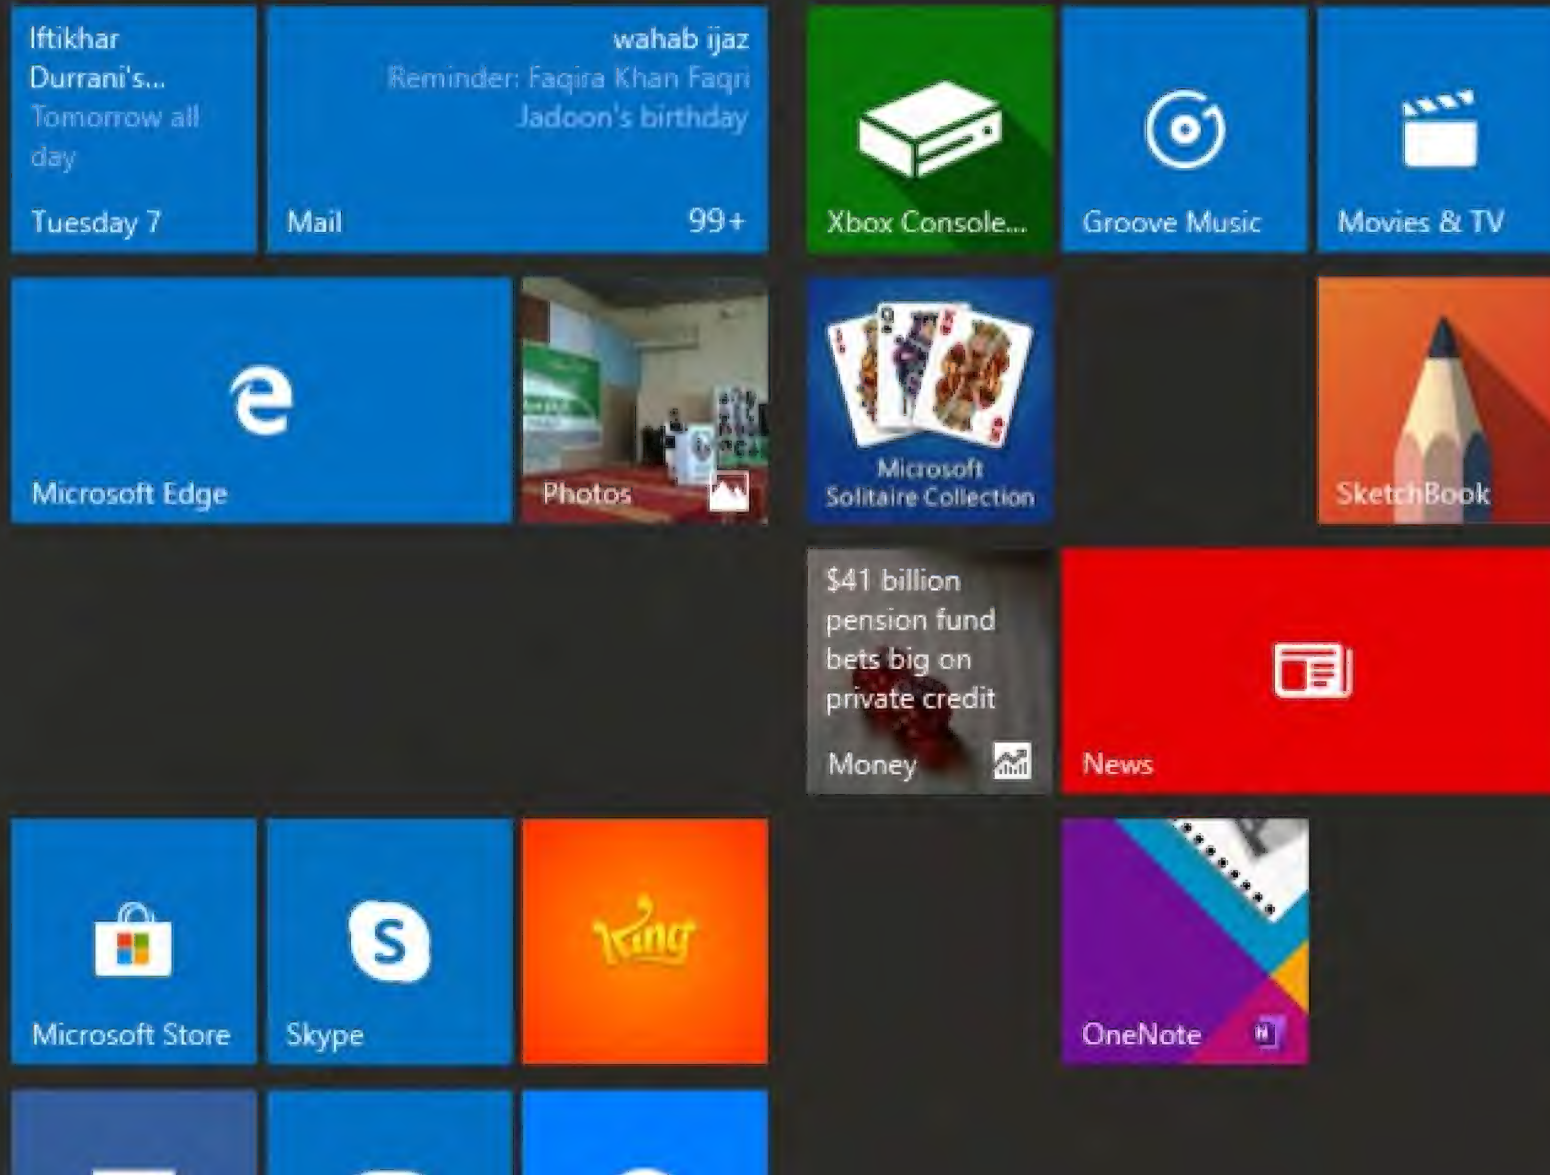 Iftikhar
Durrani's...
Tomorrow all
day
Tuesday 7
wahab ijaz
Reminder: Faqira Khan Faqri
Jadoon's birthday
Mail
99+
Xbox Console...
Groove Music
Movies & TV
Microsoft Edge
Photos
Microsoft
Solitaire Collection
SketchBook
$41 billion
pension fund
bets big on
private credit
Money
News
Microsoft Store
Skype
King
OneNote